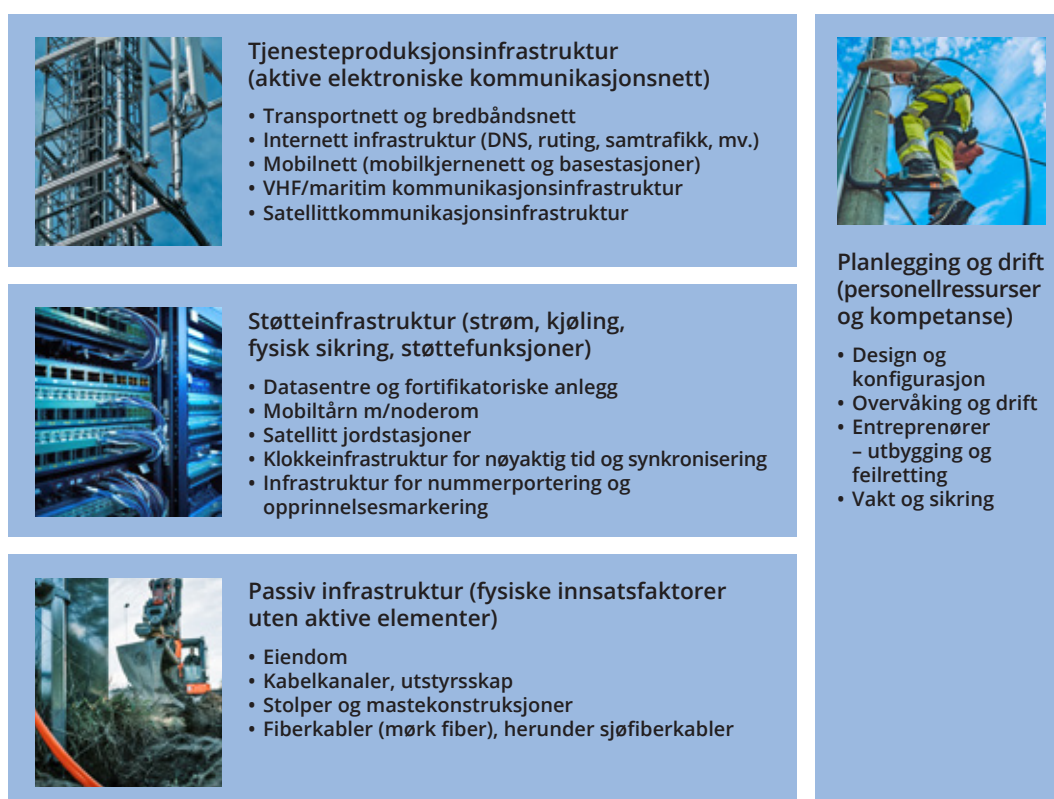 Tjenesteproduksjonsinfrastruktur
(aktive elektroniske kommunikasjonsnett)
• Transportnett og bredbåndsnett
• Internett infrastruktur (DNS, ruting, samtrafikk, mv.)
• Mobilnett (mobilkjernenett og basestasjoner)
• VHF/maritim kommunikasjonsinfrastruktur
• Satellittkommunikasjonsinfrastruktur
Støtteinfrastruktur (strøm, kjøling,
fysisk sikring, støttefunksjoner)
• Datasentre og fortifikatoriske anlegg
• Mobiltårn m/noderom
• Satellitt jordstasjoner
• Klokkeinfrastruktur for nøyaktig tid og synkronisering
• Infrastruktur for nummerportering og
opprinnelsesmarkering
Passiv infrastruktur (fysiske innsatsfaktorer
uten aktive elementer)
• Eiendom
• Kabelkanaler, utstyrsskap
• Stolper og mastekonstruksjoner
• Fiberkabler (mørk fiber), herunder sjøfiberkabler
Planlegging og drift
(personellressurser
og kompetanse)
• Design og
konfigurasjon
• Overvåking og drift
• Entreprenører
– utbygging og
feilretting
• Vakt og sikring